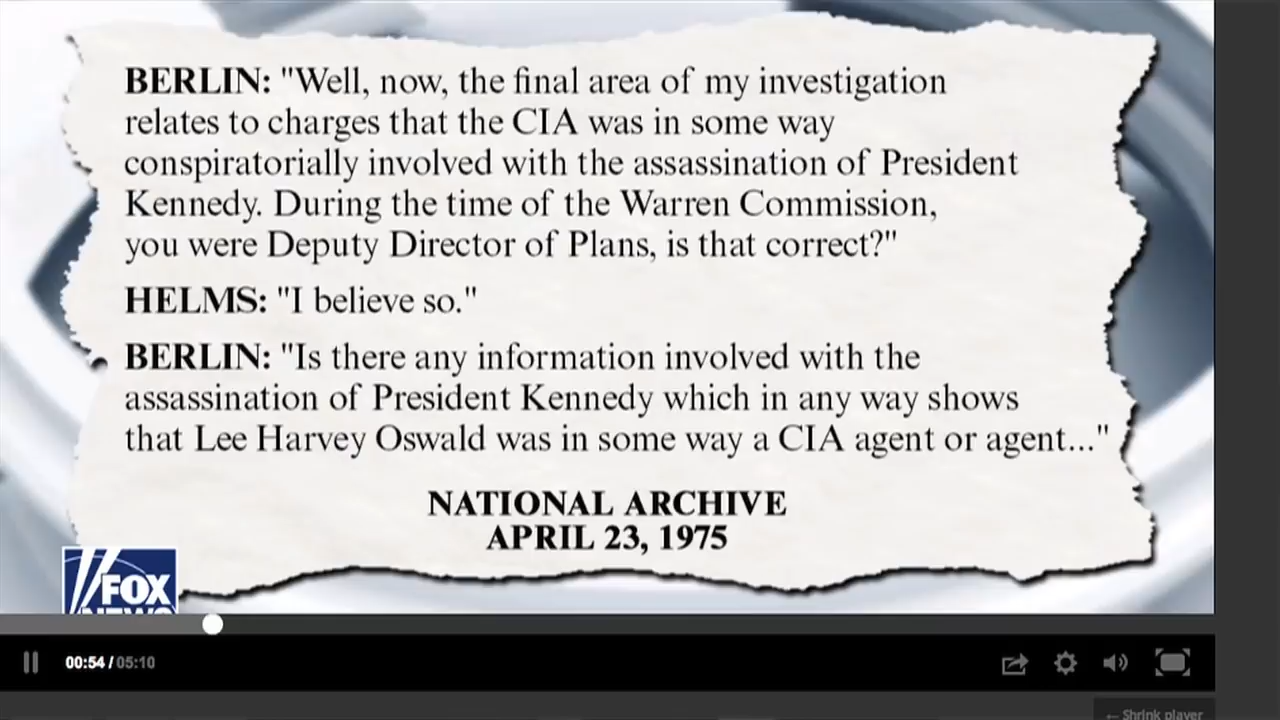 BERLIN: "Well, now, the final area of my investigation
relates to charges that the CIA was in some way
conspiratorially involved with the assassination of President
Kennedy. During the time of the Warren Commission,
you were Deputy Director of Plans, is that correct?"
HELMS: "I believe so."
BERLIN: "Is there any information involved with the
assassination of President Kennedy which in any way shows
that Lee Harvey Oswald was in some way a CIA agent or agent..."
NATIONAL ARCHIVE
APRIL 23, 1975
FOX
NEWS
00:54 / 05:10
← Shrink player